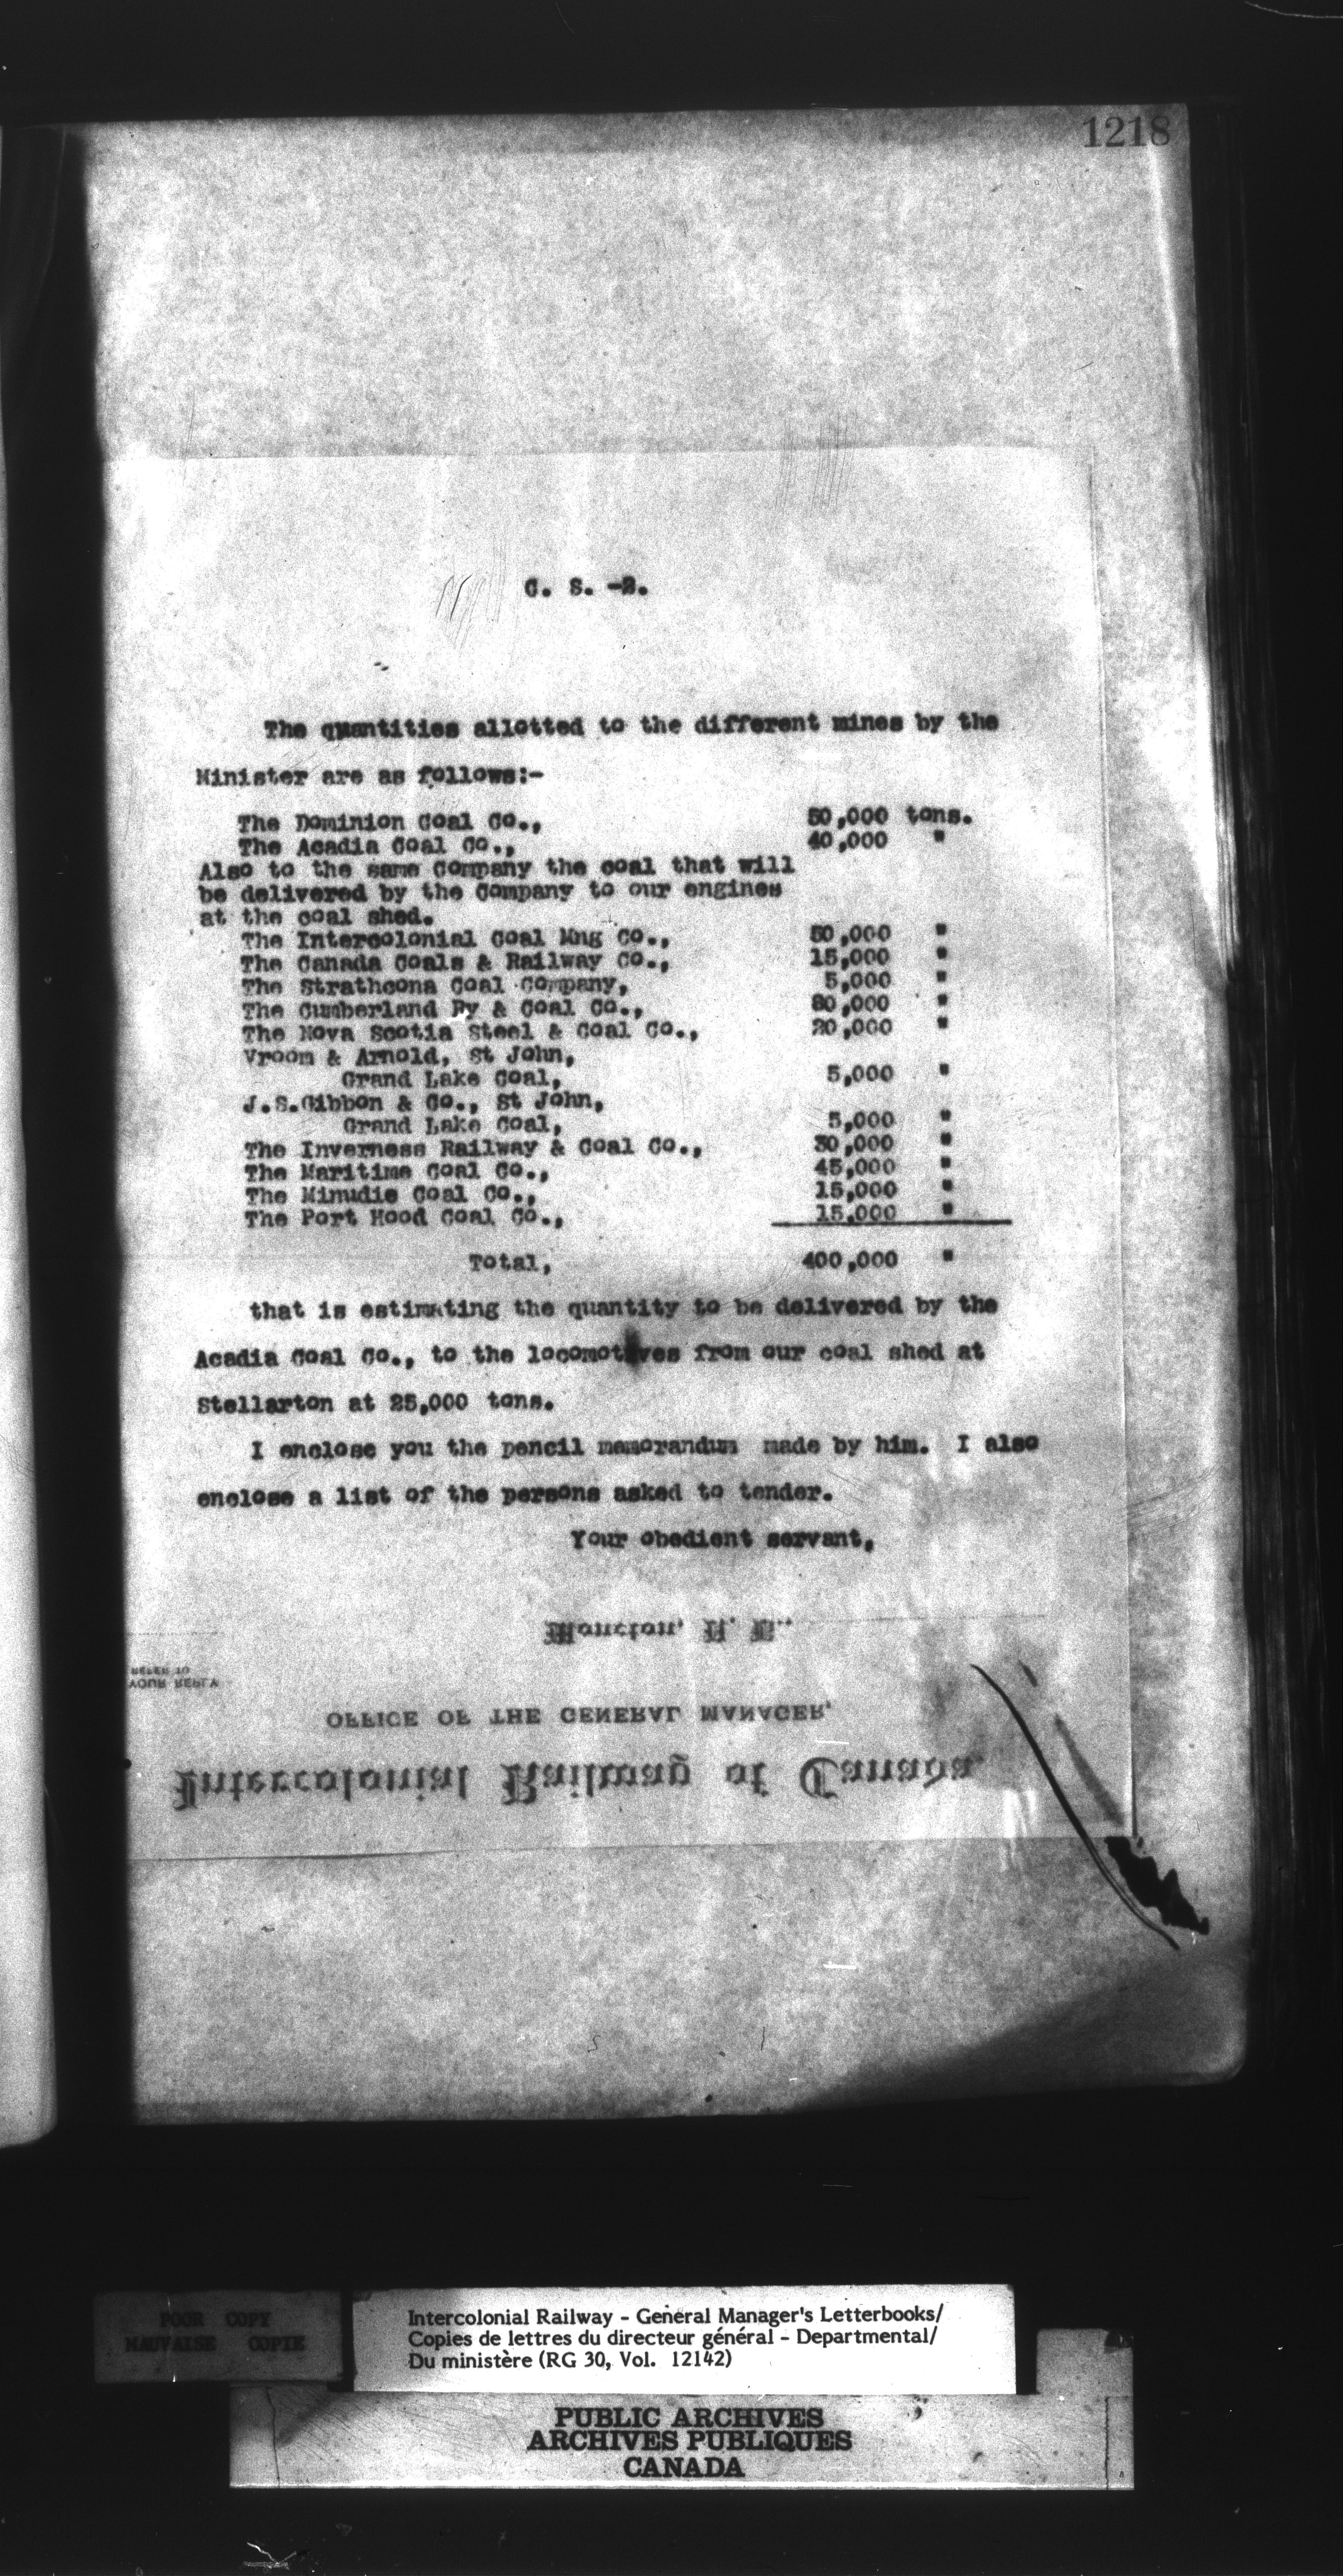 1218
C. S. -2.
The quantities allotted to the different mines by the
Minister are as follows:-
The Dominion Coal Co., 50,000 tons.
The Acadia Coal Co., 40,000 "
Also to the same Company the coal that will
be delivered by the Company to our engines
at the coal shed.
The Intercolonial Coal Mng Co., 50,000 "
The Canada Coals & Railway Co., 15,000 "
The Strathcona Coal Company, 5,000 "
The Cumberland Ry & Coal Co., 80,000 "
The Nova Scotia Steel & Coal Co., 20,000 "
Vroom & Arnold, St John,
Grand Lake Coal, 5,000 "
J.S.Gibbon & Co., St John,
Grand Lake Coal, 5,000 "
The Inverness Railway & Coal Co., 30,000 "
The Maritime Coal Co., 45,000 "
The Minudie Coal Co., 15,000 "
The Port Hood Coal Co., 15,000 "
Total, 400,000 "
that is estimating the quantity to be delivered by the
Acadia Coal Co., to the locomotives from our coal shed at
Stellarton at 25,000 tons.
I enclose you the pencil memorandum made by him. I also
enclose a list of the persons asked to tender.
Your obedient servant,
Moncton, N. B.,
YOUR REPLY
REFER TO
OFFICE OF THE GENERAL MANAGER,
Intercolonial Railway of Canada.
POOR COPY
MAUVAISE COPIE
Intercolonial Railway - General Manager's Letterbooks/
Copies de lettres du directeur général - Departmental/
Du ministère (RG 30, Vol. 12142)
PUBLIC ARCHIVES
ARCHIVES PUBLIQUES
CANADA